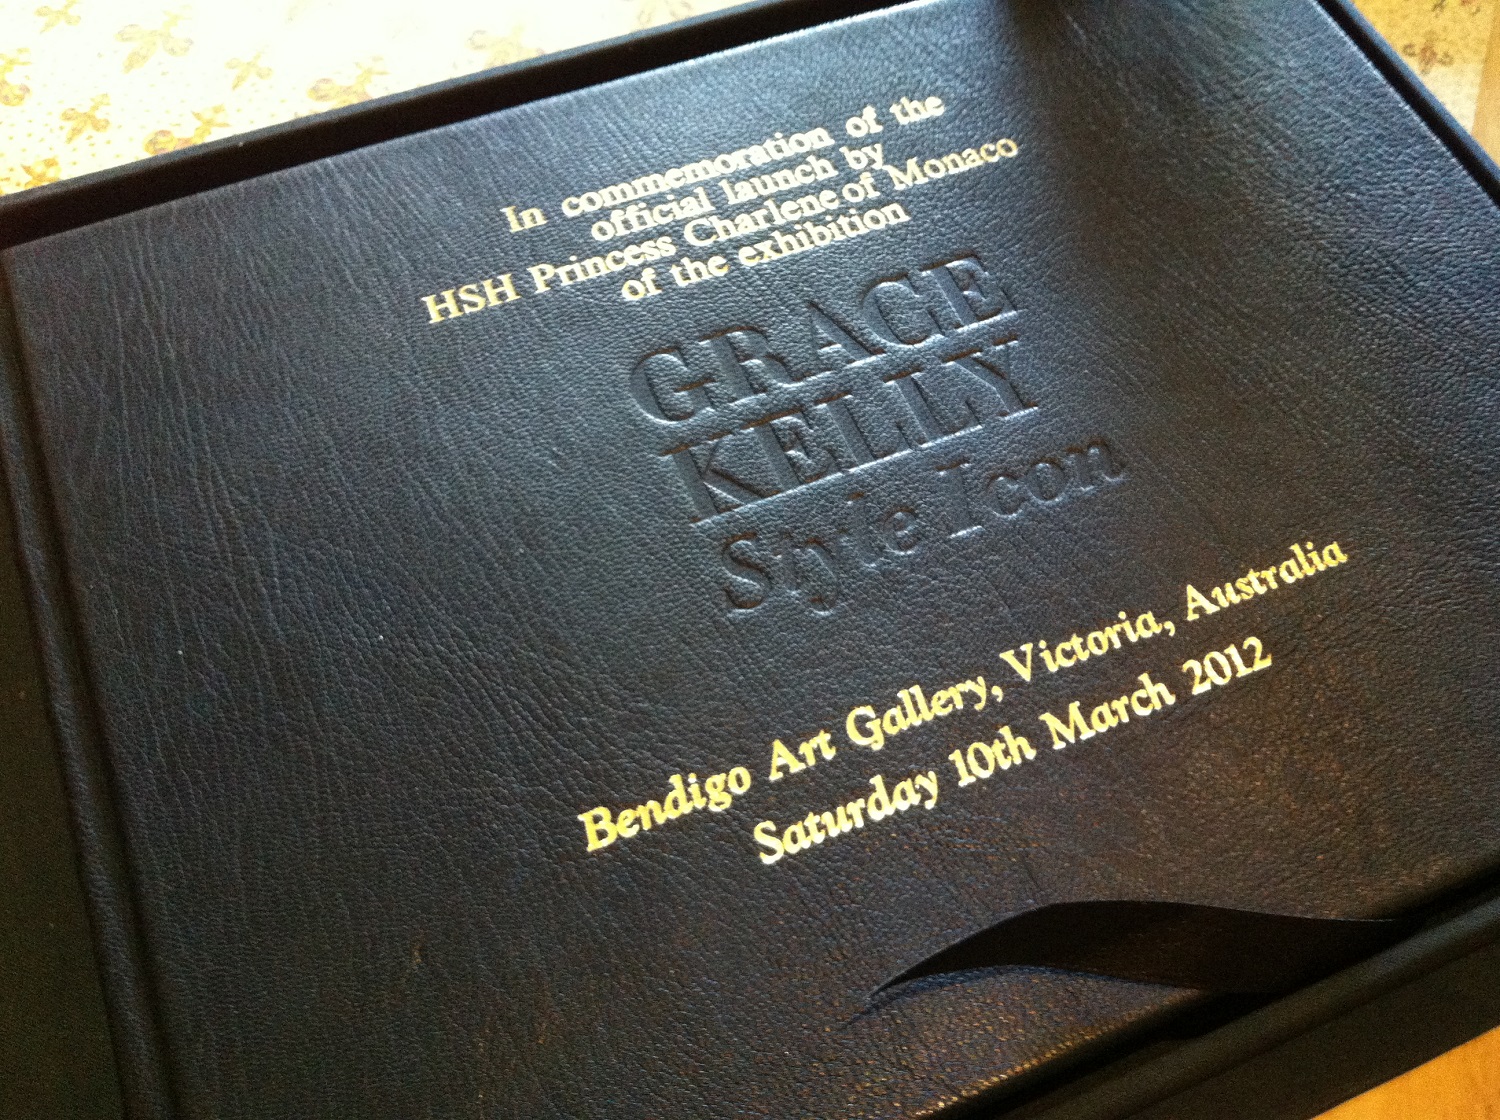 In commemoration of the
official launch by
HSH Princess Charlene of Monaco
of the exhibition
GRACE
KELLY
Style Icon
Bendigo Art Gallery, Victoria, Australia
Saturday 10th March 2012